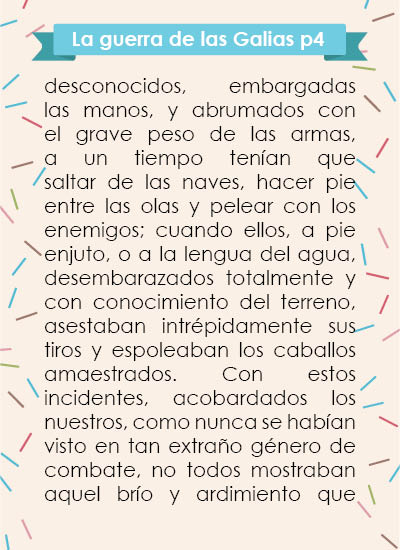 La guerra de las Galias p4
desconocidos, embargadas
las manos, y abrumados con
el grave peso de las armas,
a un tiempo tenían que
saltar de las naves, hacer pie
entre las olas y pelear con los
enemigos; cuando ellos, a pie
enjuto, o a la lengua del agua,
desembarazados totalmente y
con conocimiento del terreno,
asestaban intrépidamente sus
tiros y espoleaban los caballos
amaestrados. Con estos
incidentes, acobardados los
nuestros, como nunca se habían
visto en tan extraño género de
combate, no todos mostraban
aquel brío y ardimiento que